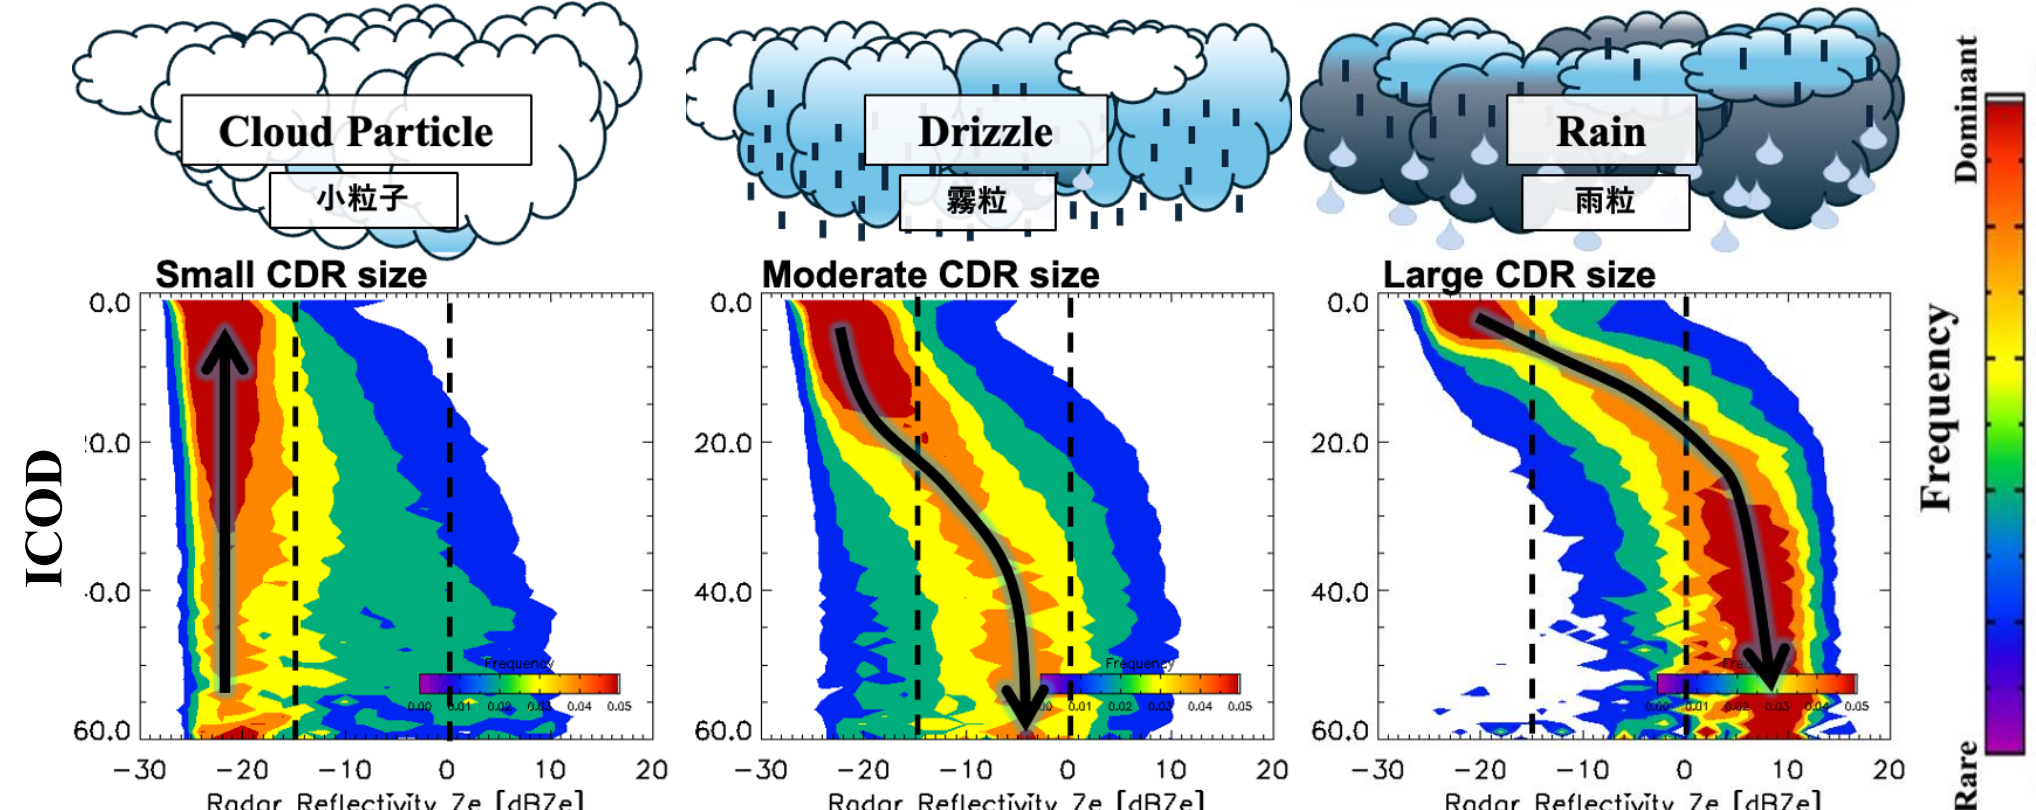 Cloud Particle
小粒子
Drizzle
霧粒
Rain
雨粒
Small CDR size
Moderate CDR size
Large CDR size
ICOD
0.0
20.0
40.0
60.0
Frequency
0.00 0.01 0.02 0.03 0.04 0.05
-30 -20 -10 0 10 20
Radar Reflectivity Ze [dBZe]
0.0
20.0
40.0
60.0
Frequency
0.01 0.02 0.03 0.04 0.05
-30 -20 -10 0 10 20
Radar Reflectivity Ze [dBZe]
0.0
20.0
40.0
60.0
0.00 0.01 0.02 0.03 0.04 0.05
-30 -20 -10 0 10 20
Radar Reflectivity Ze [dBZe]
Dominant
Frequency
Rare